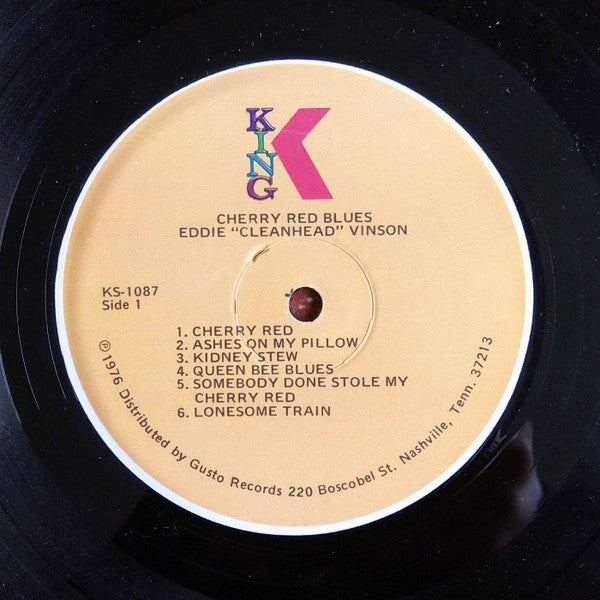 KING
CHERRY RED BLUES
EDDIE "CLEANHEAD" VINSON
KS-1087
Side 1
1. CHERRY RED
2. ASHES ON MY PILLOW
3. KIDNEY STEW
4. QUEEN BEE BLUES
5. SOMEBODY DONE STOLE MY
CHERRY RED
6. LONESOME TRAIN
℗ 1976 Distributed by Gusto Records 220 Boscobel St. Nashville, Tenn. 37213